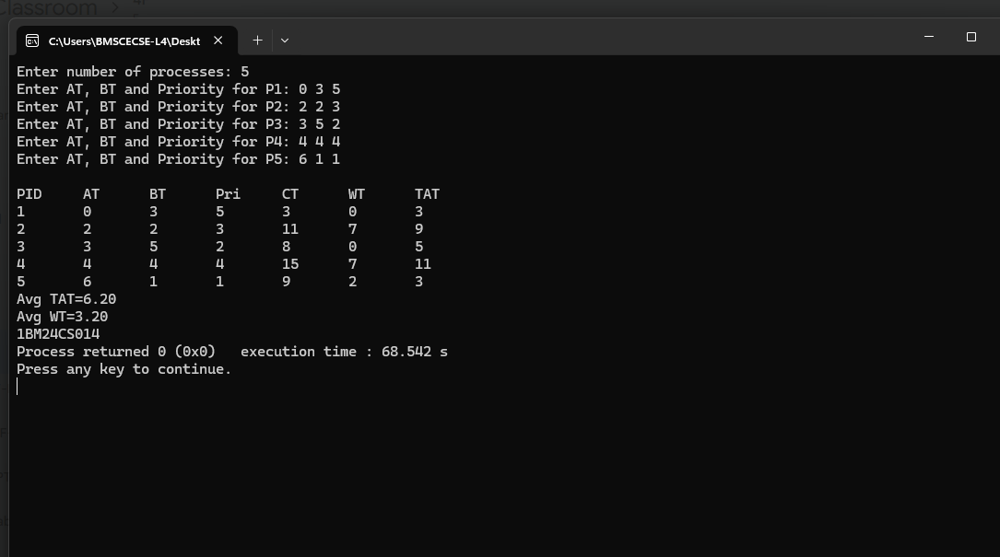 Classroom >
C:\Users\BMSCECSE-L4\Deskt
Enter number of processes: 5
Enter AT, BT and Priority for P1: 0 3 5
Enter AT, BT and Priority for P2: 2 2 3
Enter AT, BT and Priority for P3: 3 5 2
Enter AT, BT and Priority for P4: 4 4 4
Enter AT, BT and Priority for P5: 6 1 1
PID AT BT Pri CT WT TAT
1 0 3 5 3 0 3
2 2 2 3 11 7 9
3 3 5 2 8 0 5
4 4 4 4 15 7 11
5 6 1 1 9 2 3
Avg TAT=6.20
Avg WT=3.20
1BM24CS014
Process returned 0 (0x0)   execution time : 68.542 s
Press any key to continue.